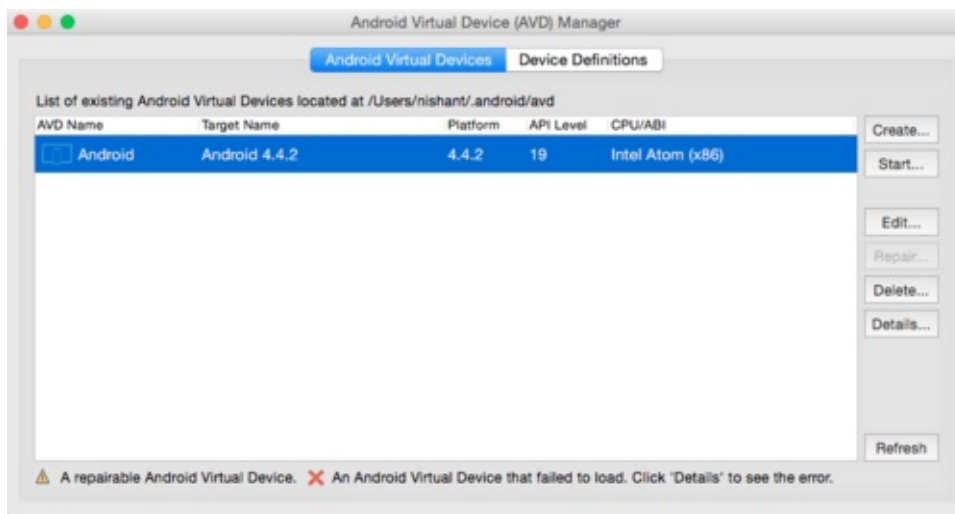 Android Virtual Device (AVD) Manager
Android Virtual Devices Device Definitions
List of existing Android Virtual Devices located at /Users/nishant/.android/avd
AVD Name Target Name Platform API Level CPU/ABI
Android Android 4.4.2 4.4.2 19 Intel Atom (x86)
Create...
Start...
Edit...
Repair...
Delete...
Details...
Refresh
A repairable Android Virtual Device. An Android Virtual Device that failed to load. Click 'Details' to see the error.